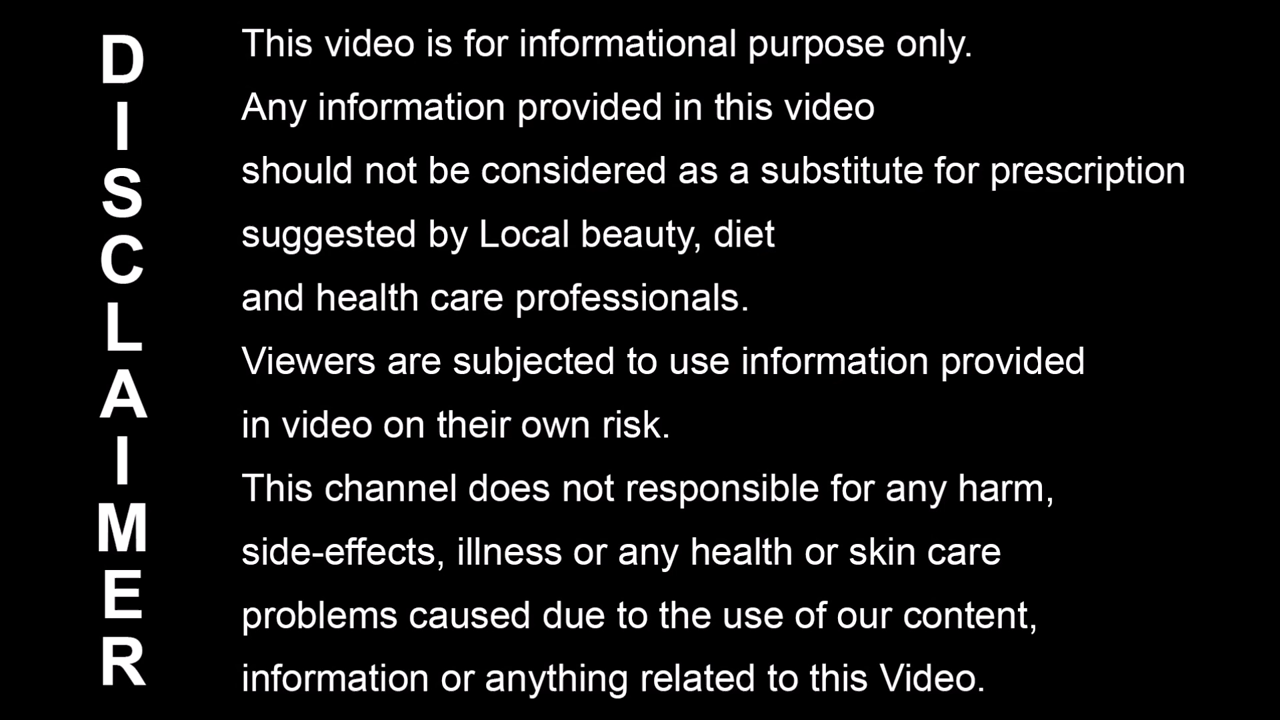 DISCLAIMER
This video is for informational purpose only.
Any information provided in this video
should not be considered as a substitute for prescription
suggested by Local beauty, diet
and health care professionals.
Viewers are subjected to use information provided
in video on their own risk.
This channel does not responsible for any harm,
side-effects, illness or any health or skin care
problems caused due to the use of our content,
information or anything related to this Video.